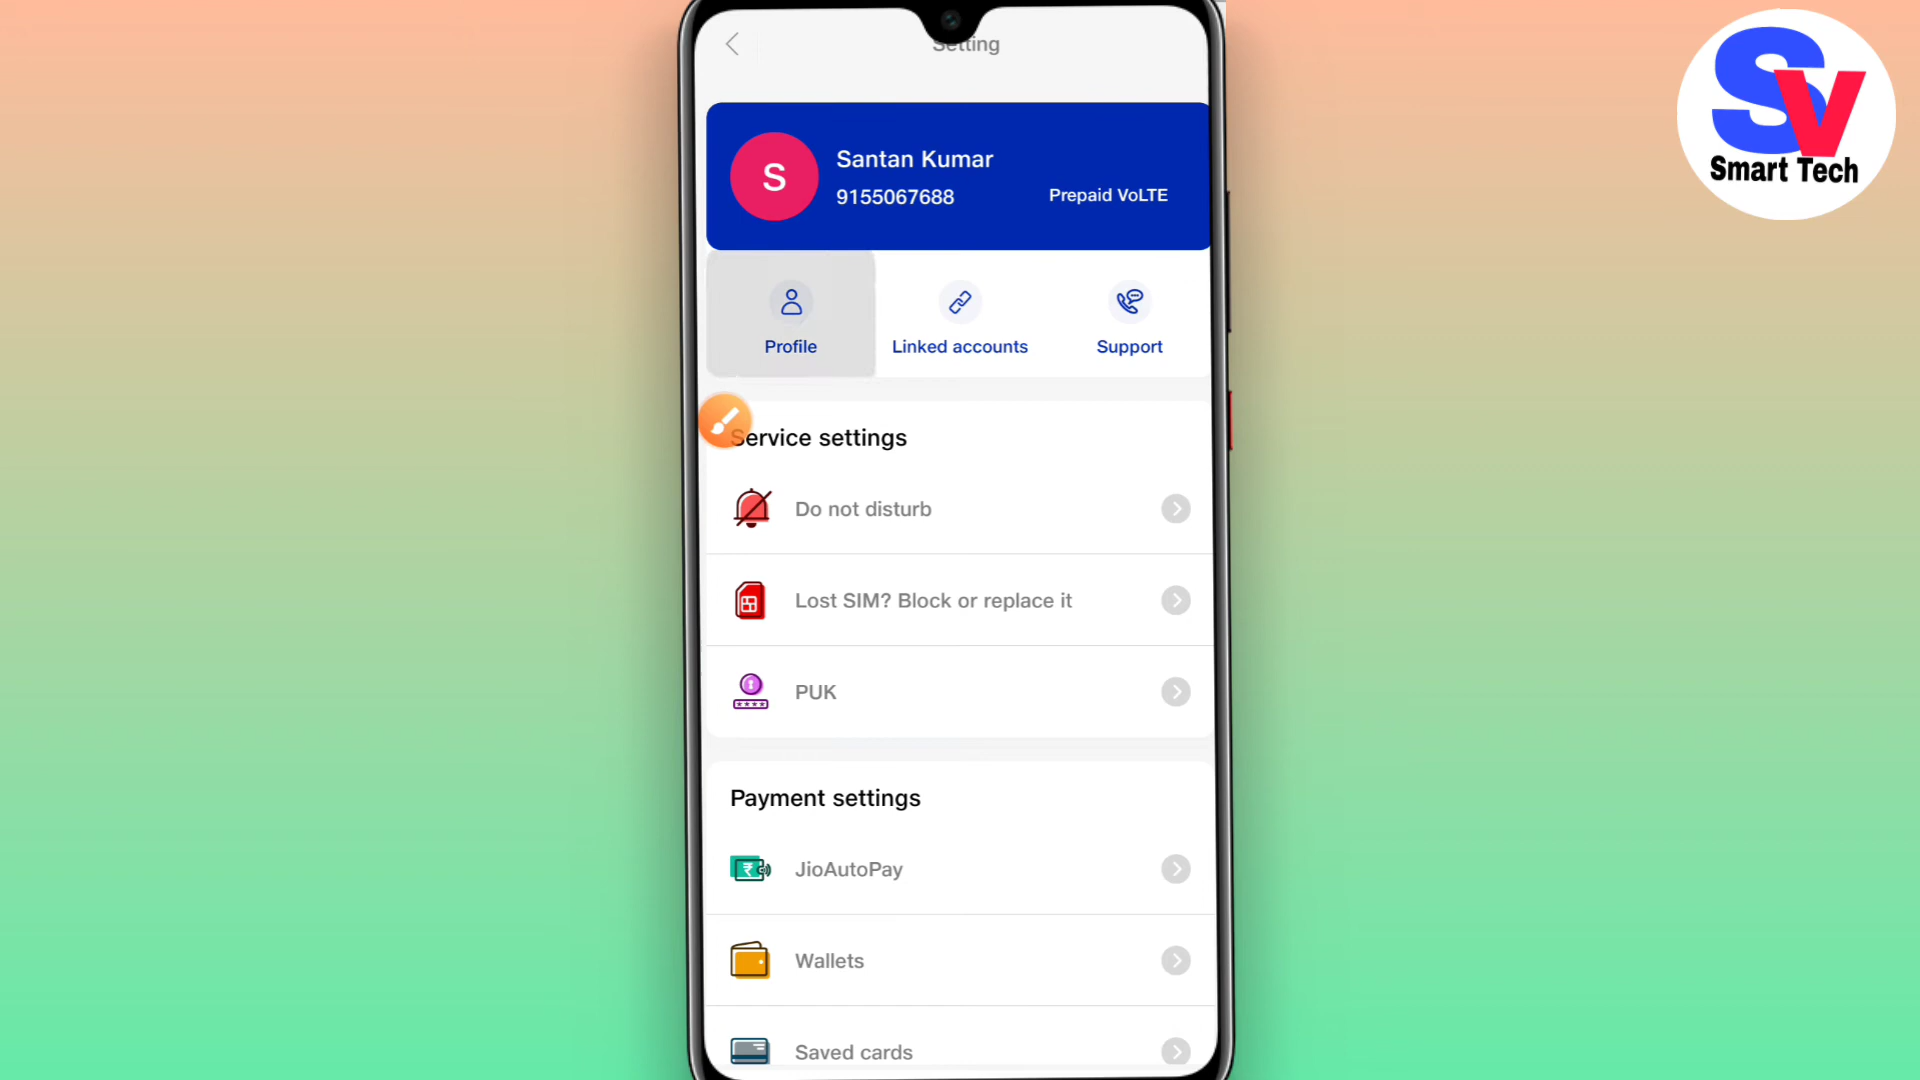 Setting
SV
Smart Tech
S
Santan Kumar
9155067688
Prepaid VoLTE
Profile
Linked accounts
Support
Service settings
Do not disturb
Lost SIM? Block or replace it
PUK
Payment settings
JioAutoPay
Wallets
Saved cards